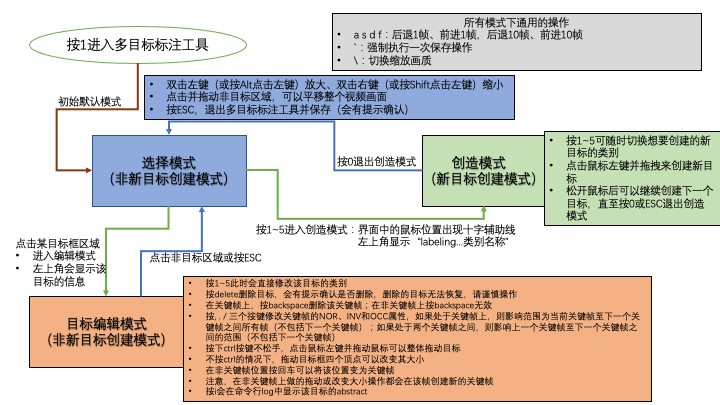 按1进入多目标标注工具
所有模式下通用的操作
• a s d f：后退1帧、前进1帧，后退10帧、前进10帧
• `：强制执行一次保存操作
• \：切换缩放画质
• 双击左键（或按Alt点击左键）放大、双击右键（或按Shift点击左键）缩小
• 点击并拖动非目标区域，可以平移整个视频画面
• 按ESC，退出多目标标注工具并保存（会有提示确认）
初始默认模式
选择模式
（非新目标创建模式）
按0退出创造模式
创造模式
（新目标创建模式）
• 按1~5可随时切换想要创建的新
目标的类别
• 点击鼠标左键并拖拽来创建新目
标
• 松开鼠标后可以继续创建下一个
目标，直至按0或ESC退出创造
模式
按1~5进入创造模式：界面中的鼠标位置出现十字辅助线
左上角显示 “labeling...类别名称”
点击某目标框区域
• 进入编辑模式
• 左上角会显示该
目标的信息
点击非目标区域或按ESC
目标编辑模式
（非新目标创建模式）
• 按1~5此时会直接修改该目标的类别
• 按delete删除目标，会有提示确认是否删除，删除的目标无法恢复，请谨慎操作
• 在关键帧上，按backspace删除该关键帧；在非关键帧上按backspace无效
• 按, . / 三个按键修改关键帧的NOR、INV和OCC属性，如果处于关键帧上，则影响范围为当前关键帧至下一个关
键帧之间所有帧（不包括下一个关键帧）；如果处于两个关键帧之间，则影响上一个关键帧至下一个关键帧之
间的范围（不包括下一个关键帧）
• 按下ctrl按键不松手，点击鼠标左键并拖动鼠标可以整体拖动目标
• 不按ctrl的情况下，拖动目标框四个顶点可以改变其大小
• 在非关键帧位置按回车可以将该位置变为关键帧
• 注意，在非关键帧上做的拖动或改变大小操作都会在该帧创建新的关键帧
• 按i会在命令行log中显示该目标的abstract